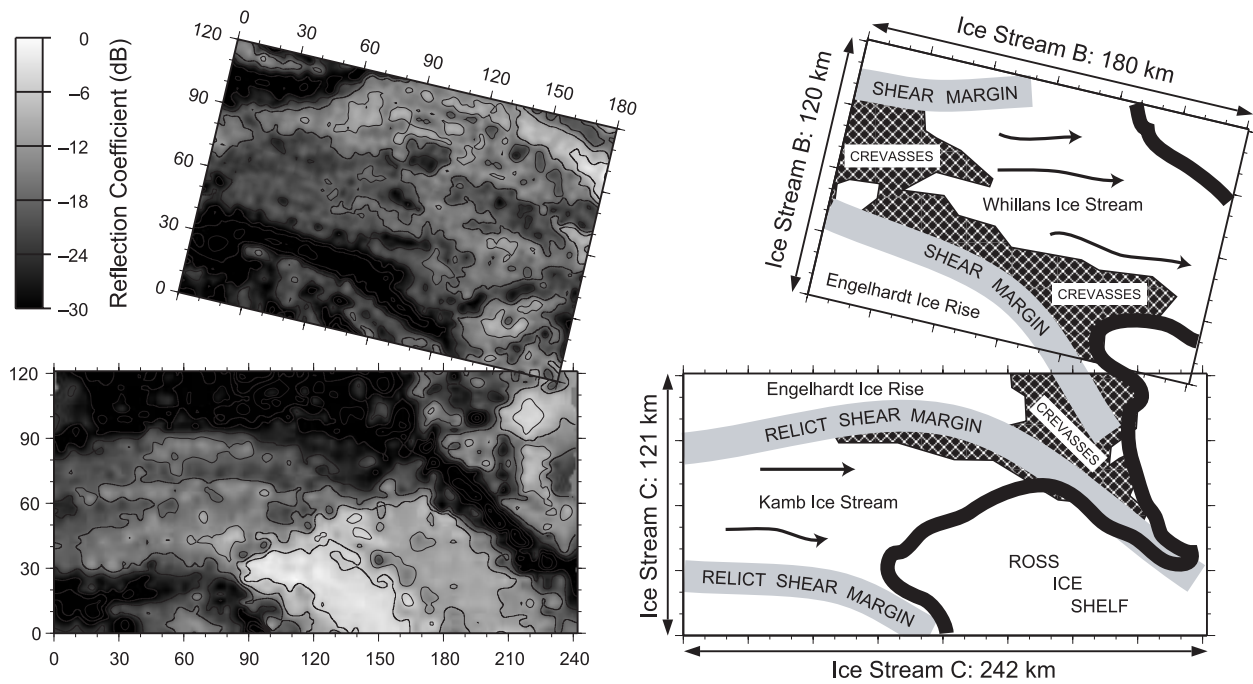 0
–6
–12
–18
–24
–30
Reflection Coefficient (dB)
0
30
60
90
120
150
180
120
90
60
30
0
120
90
60
30
0
0
30
60
90
120
150
180
210
240
Ice Stream B: 180 km
Ice Stream B: 120 km
SHEAR MARGIN
CREVASSES
Whillans Ice Stream
SHEAR MARGIN
CREVASSES
Engelhardt Ice Rise
Ice Stream C: 121 km
Engelhardt Ice Rise
RELICT SHEAR MARGIN
CREVASSES
Kamb Ice Stream
ROSS
ICE
SHELF
RELICT SHEAR MARGIN
Ice Stream C: 242 km